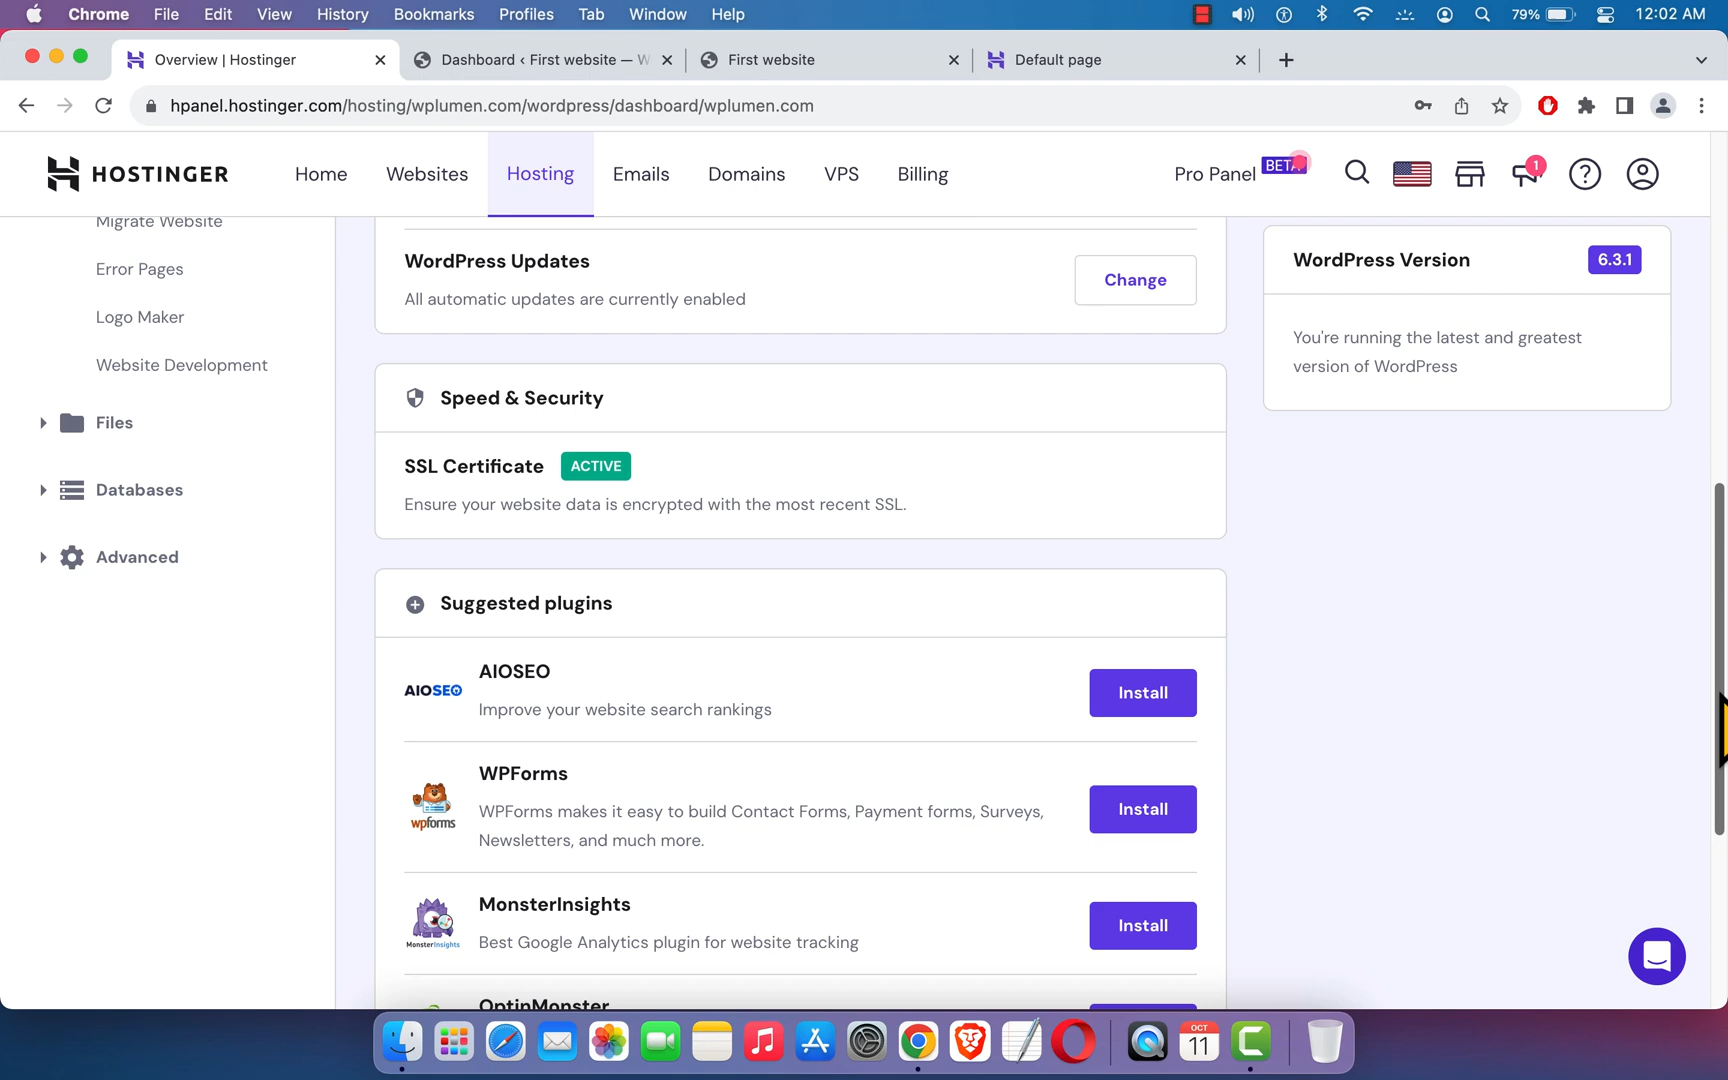 Chrome File Edit View History Bookmarks Profiles Tab Window Help 79% 12:02 AM
Overview | Hostinger Dashboard ‹ First website — W First website Default page
hpanel.hostinger.com/hosting/wplumen.com/wordpress/dashboard/wplumen.com
HOSTINGER Home Websites Hosting Emails Domains VPS Billing Pro Panel BETA 1
Migrate Website
Error Pages
Logo Maker
Website Development
Files
Databases
Advanced
WordPress Updates
All automatic updates are currently enabled
Change
Speed & Security
SSL Certificate ACTIVE
Ensure your website data is encrypted with the most recent SSL.
Suggested plugins
AIOSEO
AIOSEO
Improve your website search rankings
Install
wpforms
WPForms
WPForms makes it easy to build Contact Forms, Payment forms, Surveys,
Newsletters, and much more.
Install
MonsterInsights
MonsterInsights
Best Google Analytics plugin for website tracking
Install
OptinMonster
WordPress Version 6.3.1
You're running the latest and greatest
version of WordPress
OCT
11